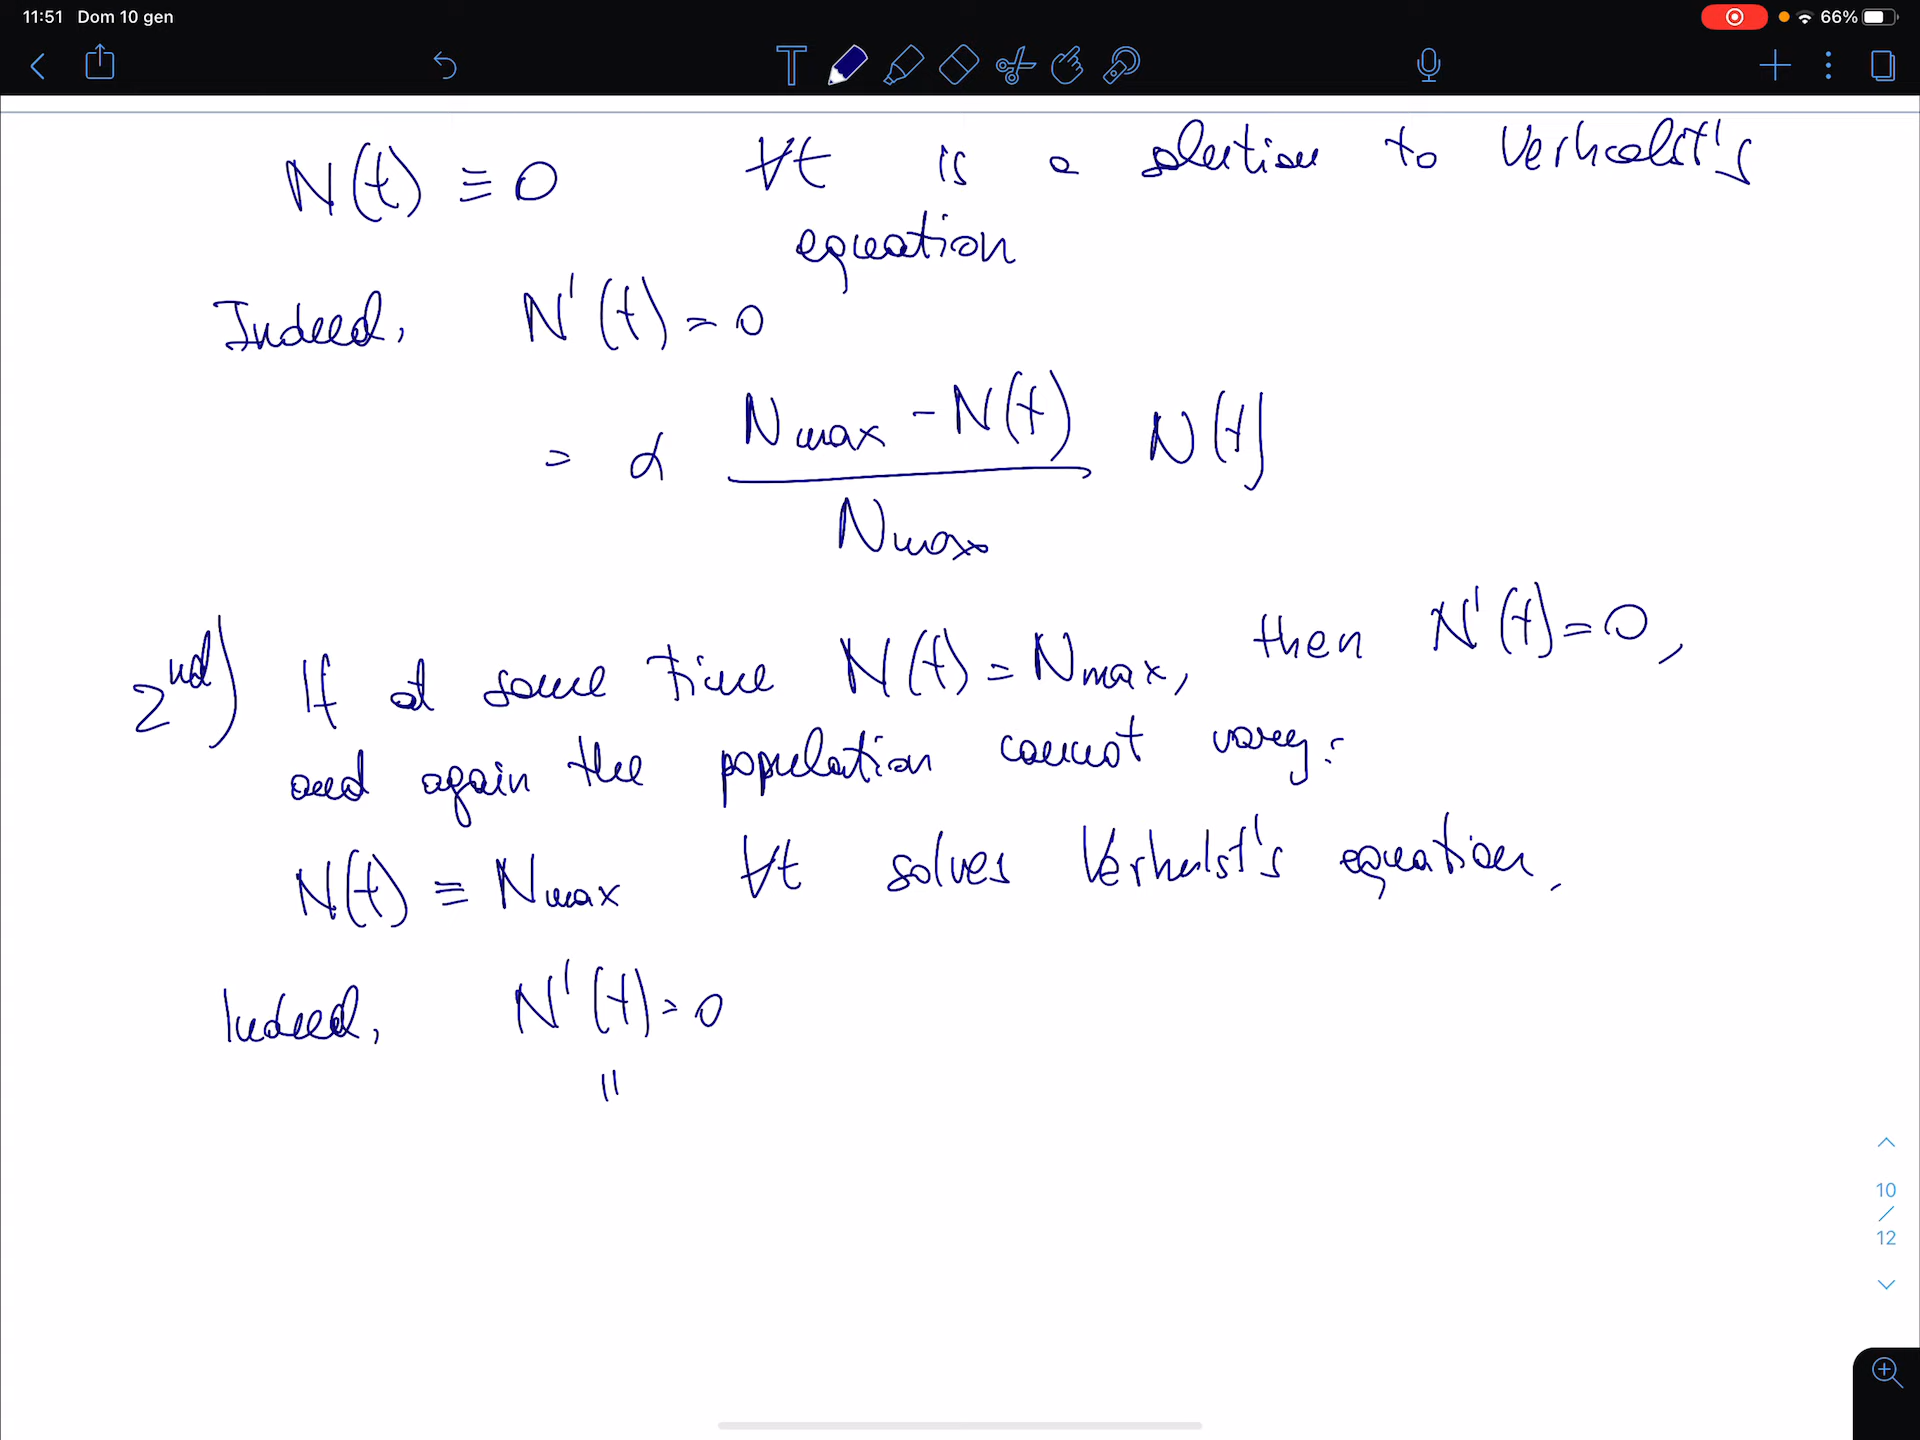 11:51 Dom 10 gen 66%
N(t) ≡ 0 ∀t is a solution to Verhulst's
equation
Indeed, N'(t) = 0
= α (Nmax - N(t)) / Nmax N(t)
2nd) If at some time N(t) = Nmax, then N'(t) = 0,
and again the population cannot vary:
N(t) ≡ Nmax ∀t solves Verhulst's equation.
Indeed, N'(t) = 0
||
10
/
12